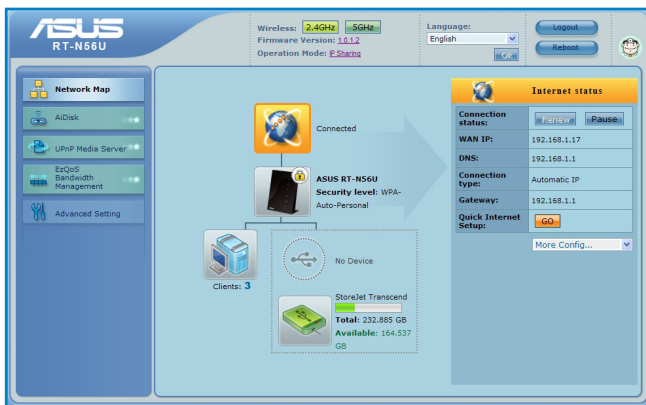 ASUS
RT-N56U
Wireless: 2.4GHz 5GHz
Firmware Version: 1.0.1.2
Operation Mode: IP Sharing
Language:
English
OK
Logout
Reboot
Network Map
AiDisk
UPnP Media Server
EzQoS
Bandwidth
Management
Advanced Setting
Connected
ASUS RT-N56U
Security level: WPA-
Auto-Personal
Clients: 3
No Device
StoreJet Transcend
Total: 232.885 GB
Available: 164.537
GB
Internet status
Connection
status:
Renew Pause
WAN IP: 192.168.1.17
DNS: 192.168.1.1
Connection
type:
Automatic IP
Gateway: 192.168.1.1
Quick Internet
Setup:
GO
More Config...